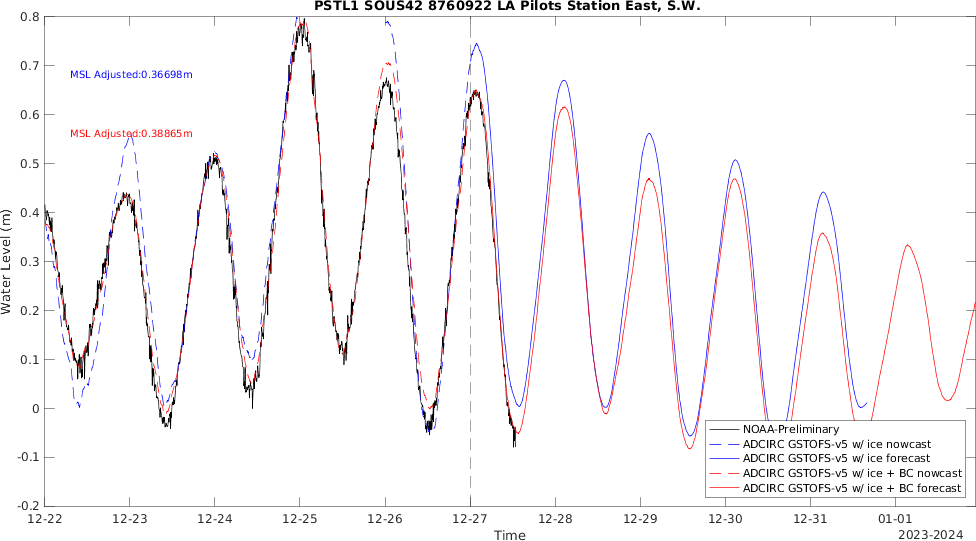 PSTL1 SOUS42 8760922 LA Pilots Station East, S.W.
0.8
0.7
0.6
0.5
0.4
0.3
0.2
0.1
0
-0.1
-0.2
Water Level (m)
MSL Adjusted:0.36698m
MSL Adjusted:0.38865m
NOAA-Preliminary
ADCIRC GSTOFS-v5 w/ ice nowcast
ADCIRC GSTOFS-v5 w/ ice forecast
ADCIRC GSTOFS-v5 w/ ice + BC nowcast
ADCIRC GSTOFS-v5 w/ ice + BC forecast
12-22 12-23 12-24 12-25 12-26 12-27 12-28 12-29 12-30 12-31 01-01
Time
2023-2024